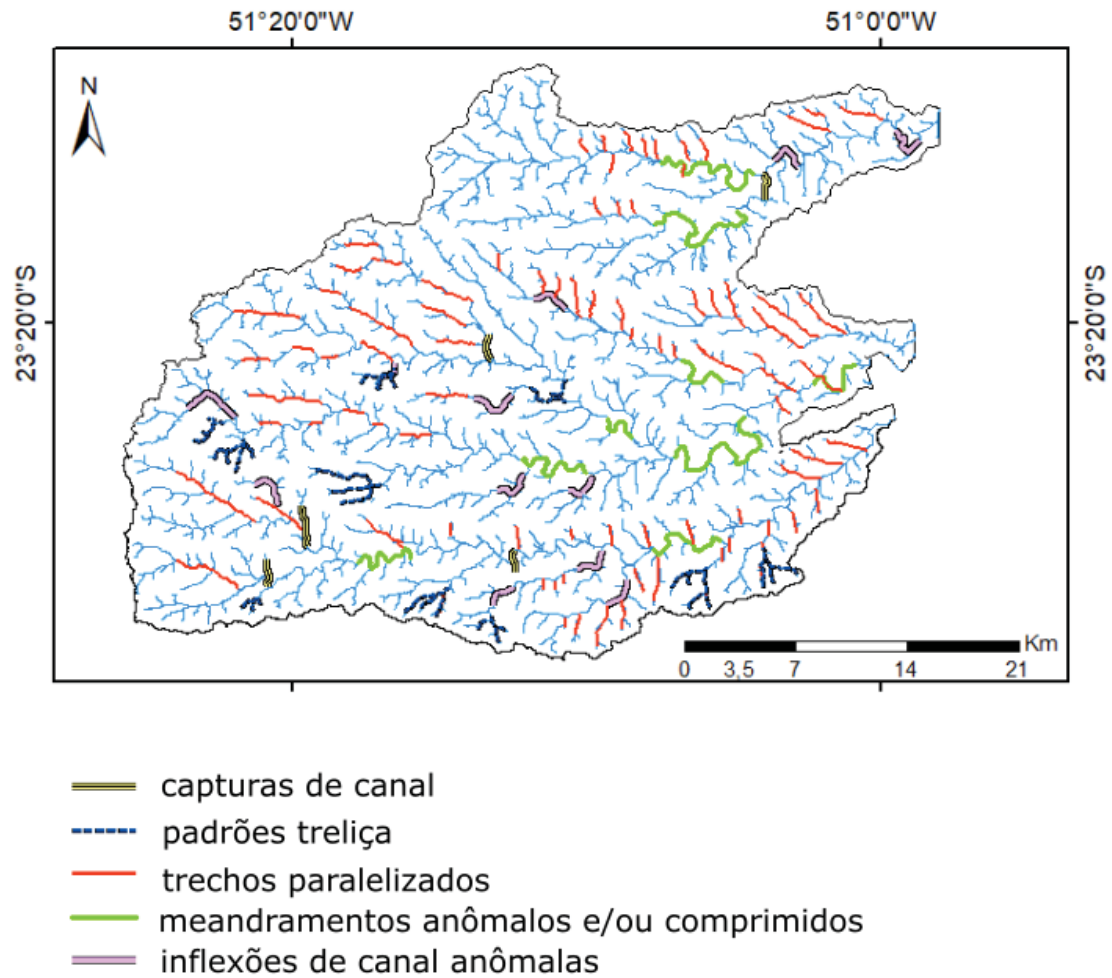 51°20'0"W 51°0'0"W
N
23°20'0"S 23°20'0"S
Km
0 3,5 7 14 21
capturas de canal
padrões treliça
trechos paralelizados
meandramentos anômalos e/ou comprimidos
inflexões de canal anômalas